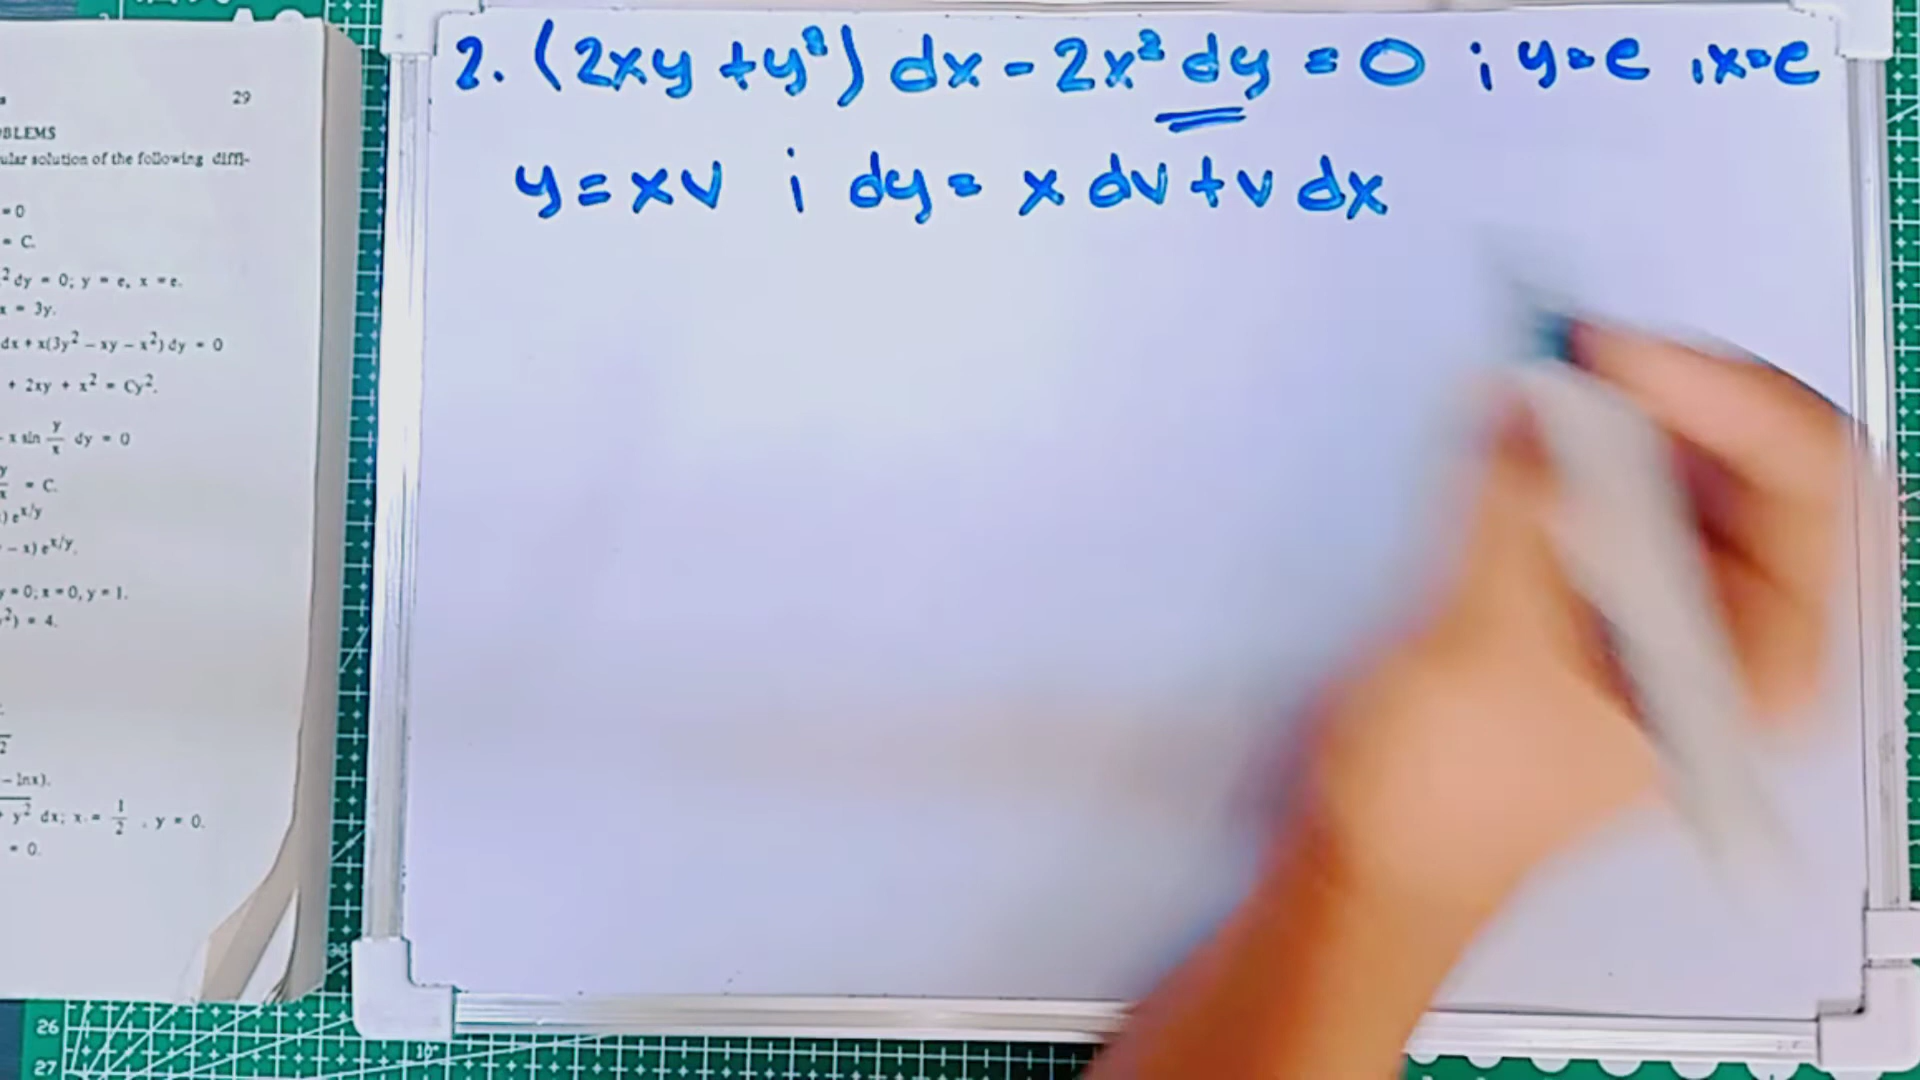 29
OBLEMS
ular solution of the following diffi-
= 0
= C.
² dy = 0; y = e, x = e.
x = 3y.
dx + x(3y² – xy – x²) dy = 0
+ 2xy + x² = Cy².
- x sin y/x dy = 0
= C.
) e^x/y
– x) e^x/y.
y = 0; x = 0, y = 1.
²) = 4.
– lnx).
+ y² dx; x = 1/2 , y = 0.
= 0.
2. (2xy + y²) dx - 2x² dy = 0 ; y = e , x = e
y = xv ; dy = x dv + v dx
26
27